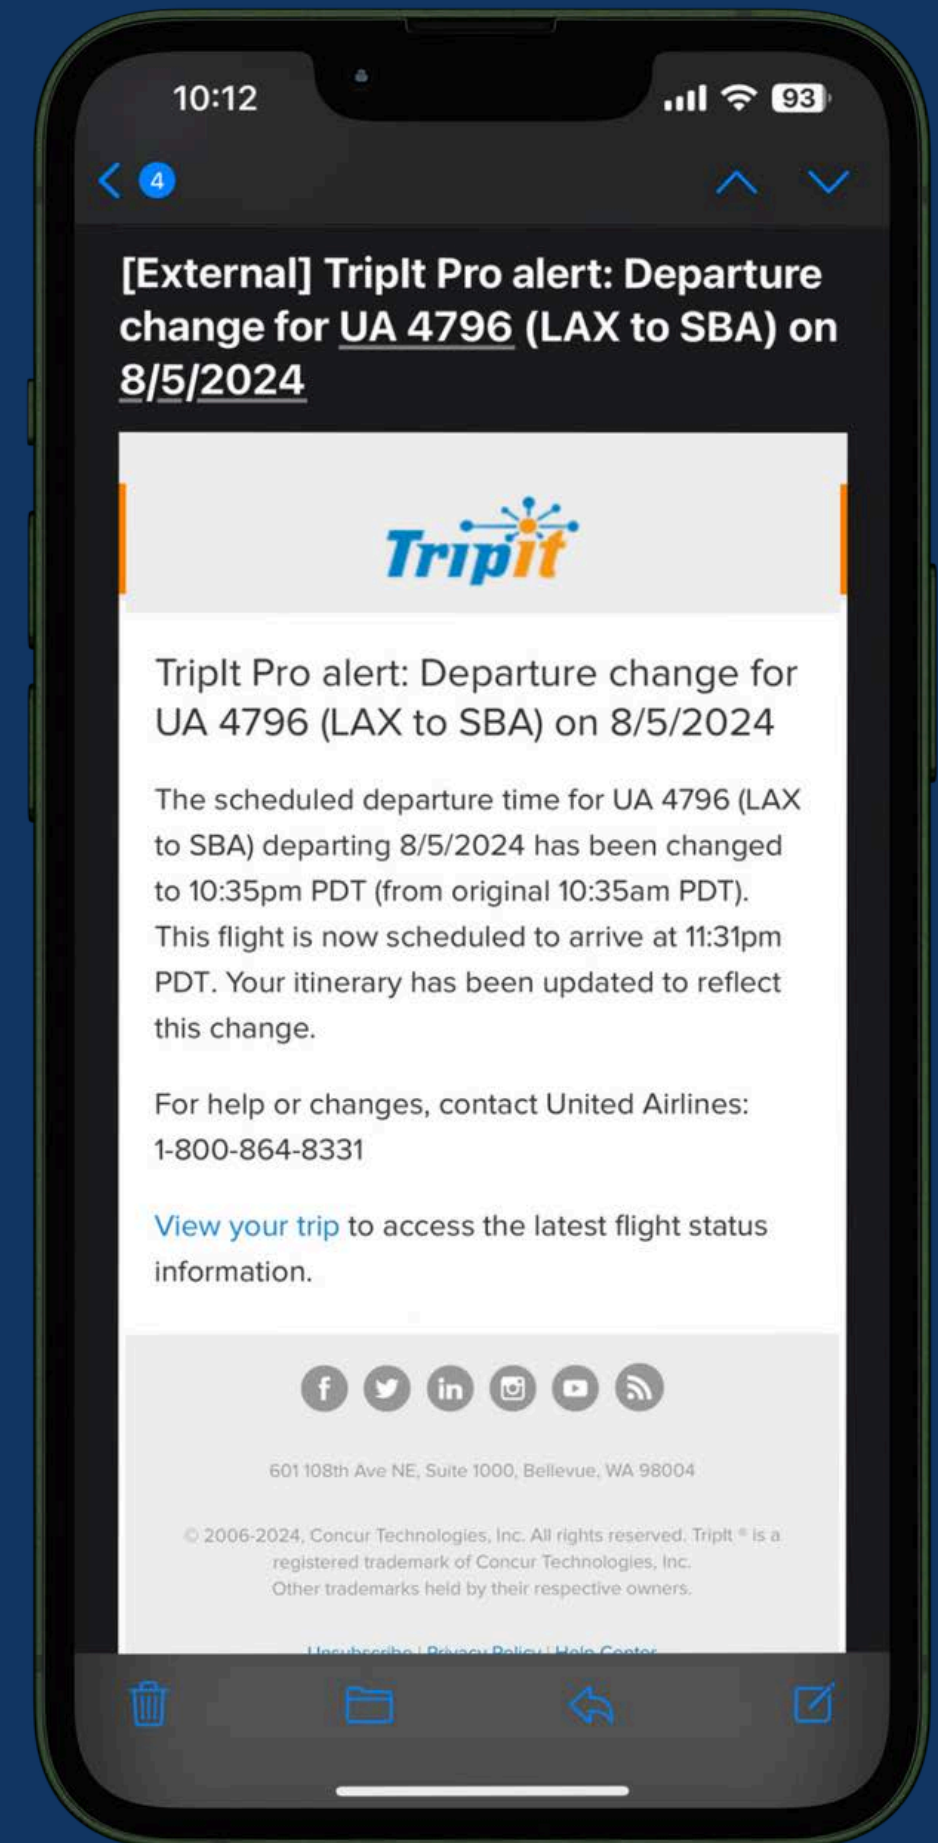 10:12
93
4
[External] TripIt Pro alert: Departure
change for UA 4796 (LAX to SBA) on
8/5/2024
Tripit
TripIt Pro alert: Departure change for
UA 4796 (LAX to SBA) on 8/5/2024
The scheduled departure time for UA 4796 (LAX
to SBA) departing 8/5/2024 has been changed
to 10:35pm PDT (from original 10:35am PDT).
This flight is now scheduled to arrive at 11:31pm
PDT. Your itinerary has been updated to reflect
this change.
For help or changes, contact United Airlines:
1-800-864-8331
View your trip to access the latest flight status
information.
601 108th Ave NE, Suite 1000, Bellevue, WA 98004
© 2006-2024, Concur Technologies, Inc. All rights reserved. TripIt ® is a
registered trademark of Concur Technologies, Inc.
Other trademarks held by their respective owners.
Unsubscribe | Privacy Policy | Help Center